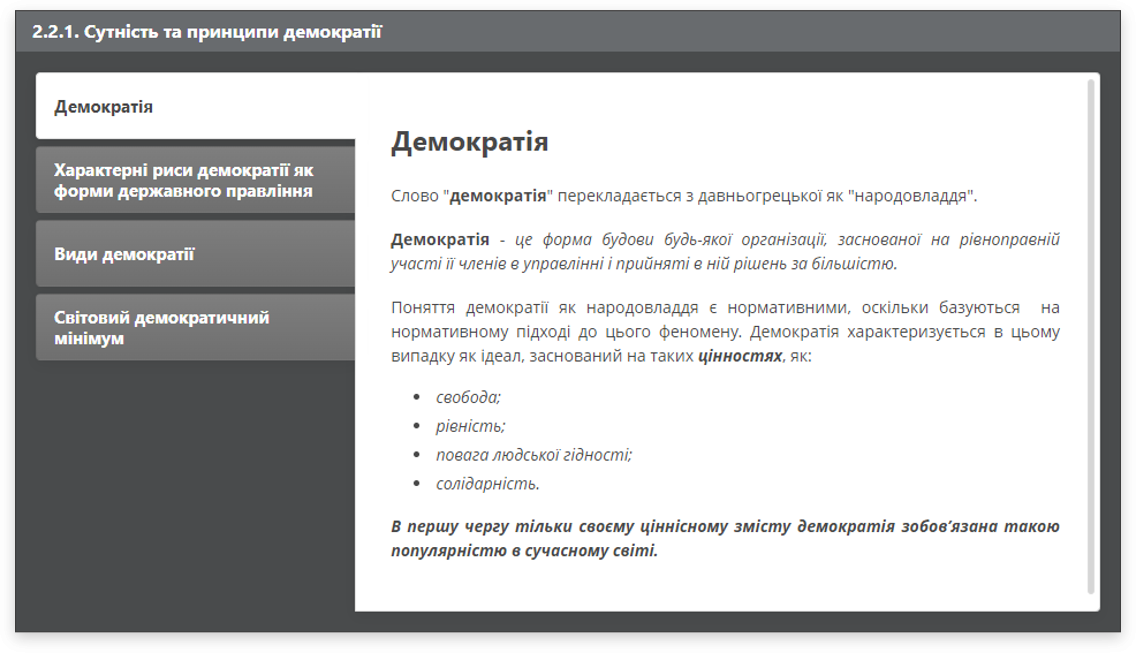 2.2.1. Сутність та принципи демократії
Демократія
Характерні риси демократії як
форми державного правління
Види демократії
Світовий демократичний
мінімум
Демократія
Слово "демократія" перекладається з давньогрецької як "народовладдя".
Демократія - це форма будови будь-якої організації, заснованої на рівноправній
участі її членів в управлінні і прийняті в ній рішень за більшістю.
Поняття демократії як народовладдя є нормативними, оскільки базуються на
нормативному підході до цього феномену. Демократія характеризується в цьому
випадку як ідеал, заснований на таких цінностях, як:
• свобода;
• рівність;
• повага людської гідності;
• солідарність.
В першу чергу тільки своєму ціннісному змісту демократія зобов’язана такою
популярністю в сучасному світі.